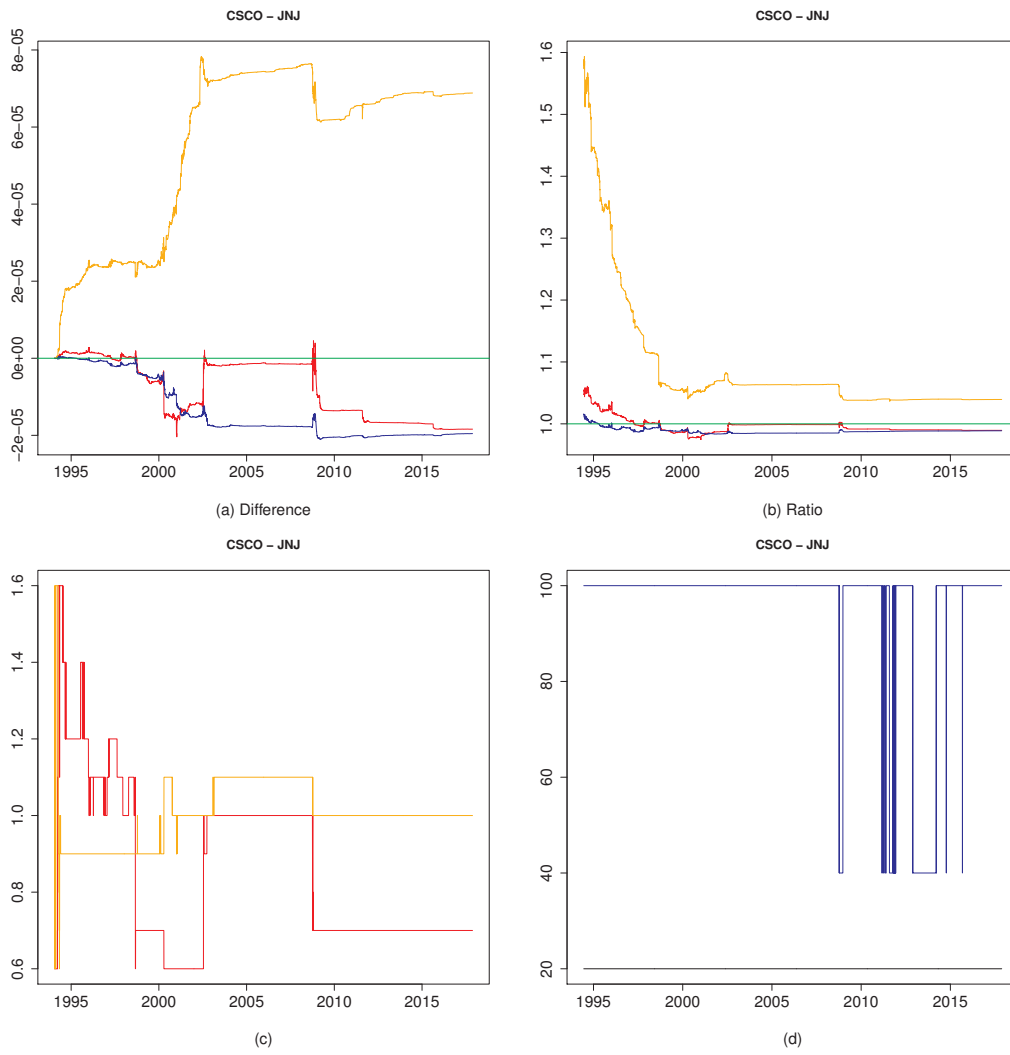 CSCO − JNJ
8e−05
6e−05
4e−05
2e−05
0e+00
−2e−05
1995 2000 2005 2010 2015
(a) Difference
CSCO − JNJ
1.6
1.5
1.4
1.3
1.2
1.1
1.0
1995 2000 2005 2010 2015
(b) Ratio
CSCO − JNJ
1.6
1.4
1.2
1.0
0.8
0.6
1995 2000 2005 2010 2015
(c)
CSCO − JNJ
100
80
60
40
20
1995 2000 2005 2010 2015
(d)